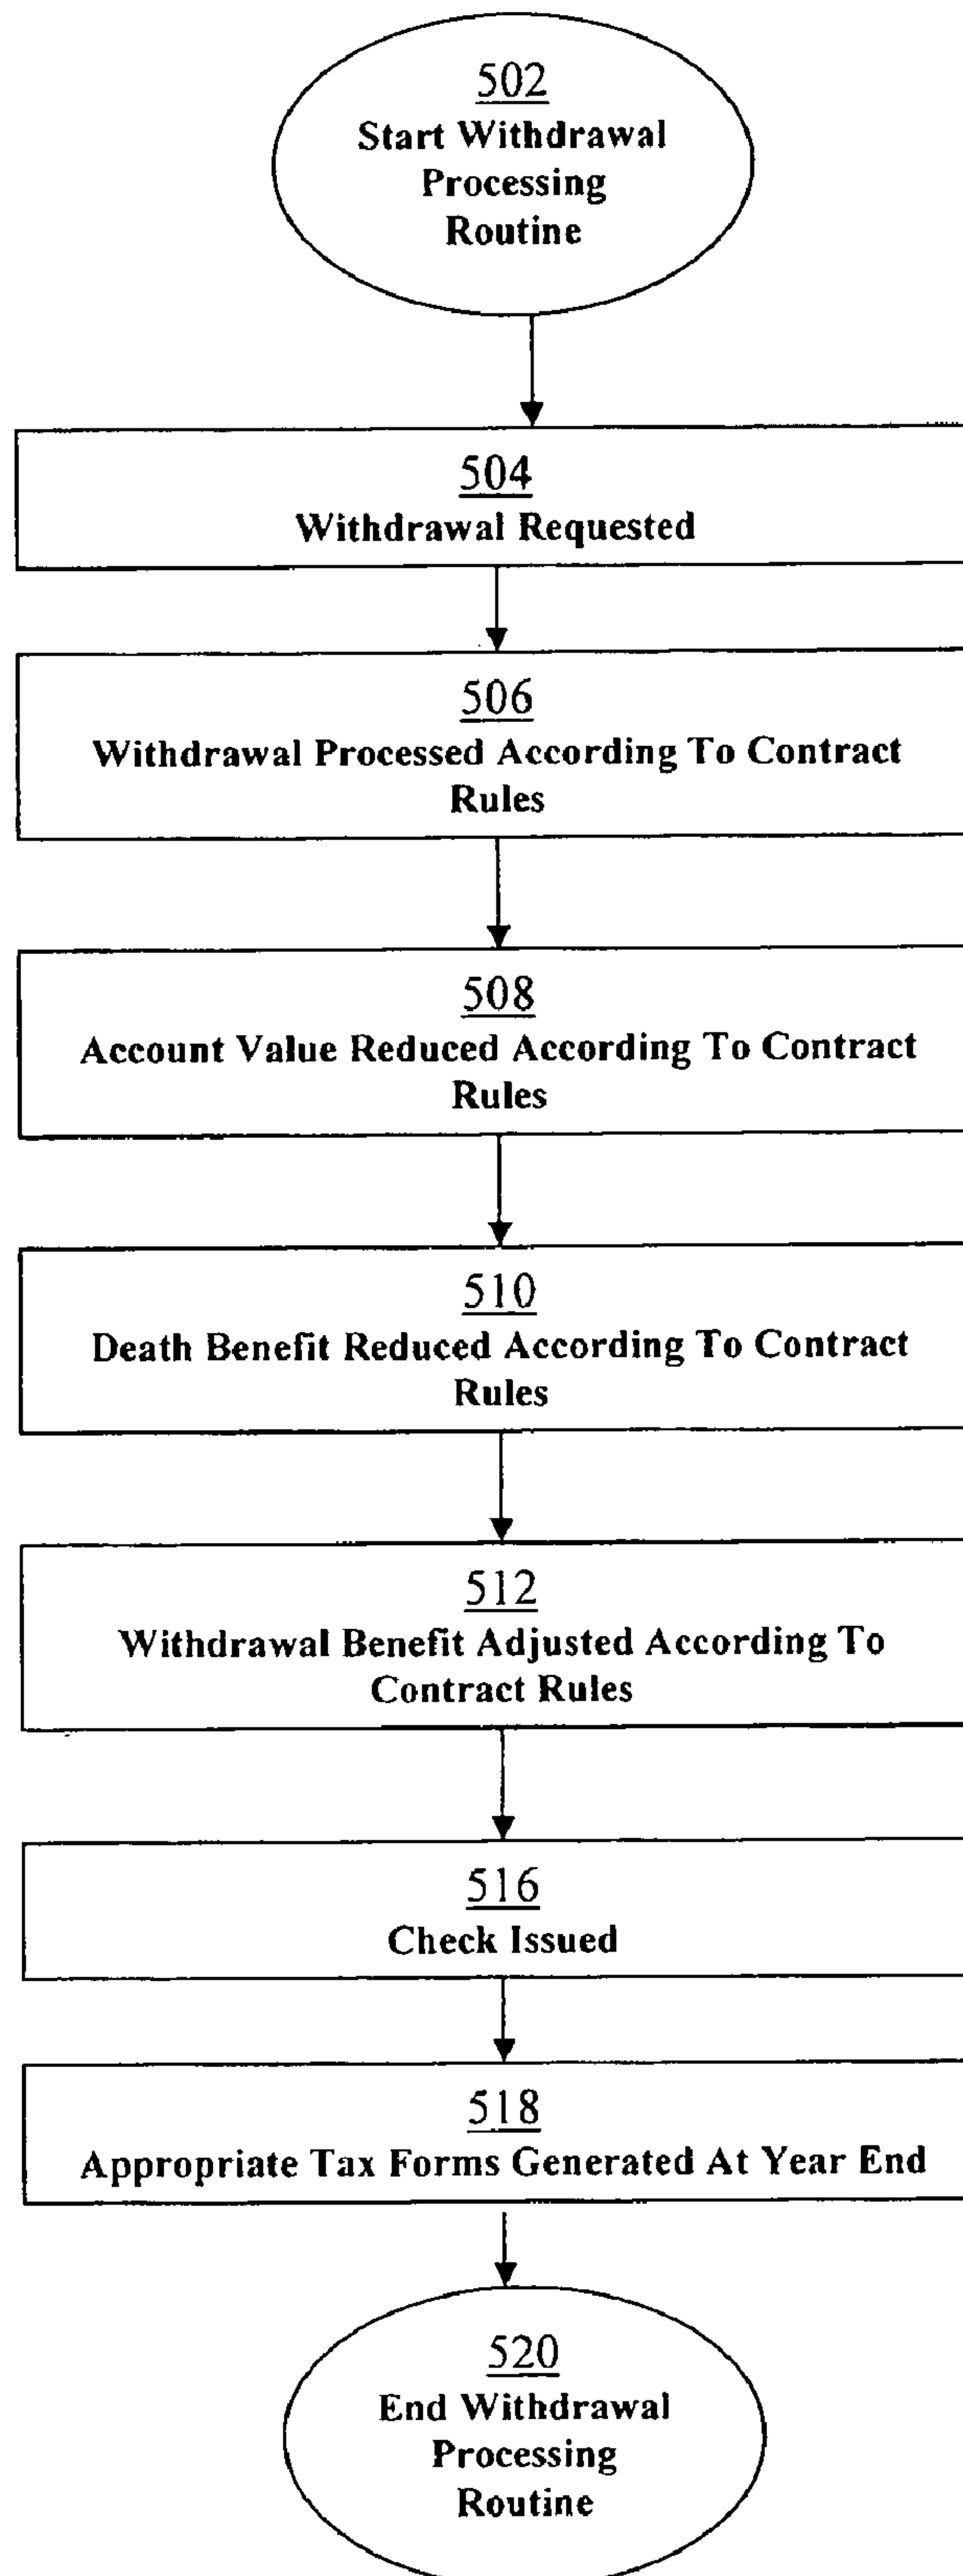 502
Start Withdrawal
Processing
Routine
504
Withdrawal Requested
506
Withdrawal Processed According To Contract
Rules
508
Account Value Reduced According To Contract
Rules
510
Death Benefit Reduced According To Contract
Rules
512
Withdrawal Benefit Adjusted According To
Contract Rules
516
Check Issued
518
Appropriate Tax Forms Generated At Year End
520
End Withdrawal
Processing
Routine